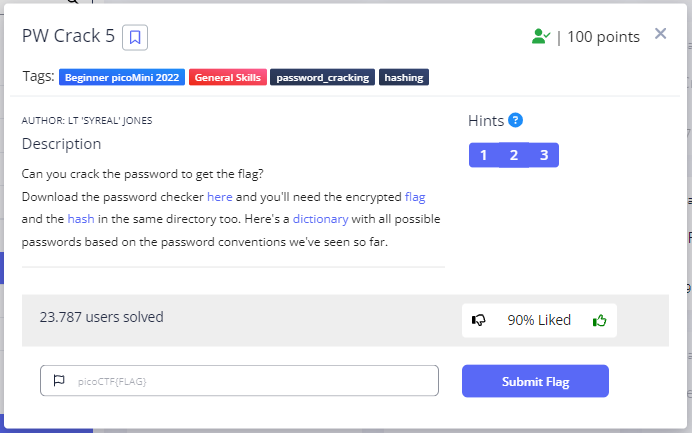 PW Crack 5
| 100 points
Tags: Beginner picoMini 2022 General Skills password_cracking hashing
AUTHOR: LT 'SYREAL' JONES
Hints ?
Description
1 2 3
Can you crack the password to get the flag?
Download the password checker here and you'll need the encrypted flag
and the hash in the same directory too. Here's a dictionary with all possible
passwords based on the password conventions we've seen so far.
23.787 users solved
90% Liked
picoCTF{FLAG}
Submit Flag